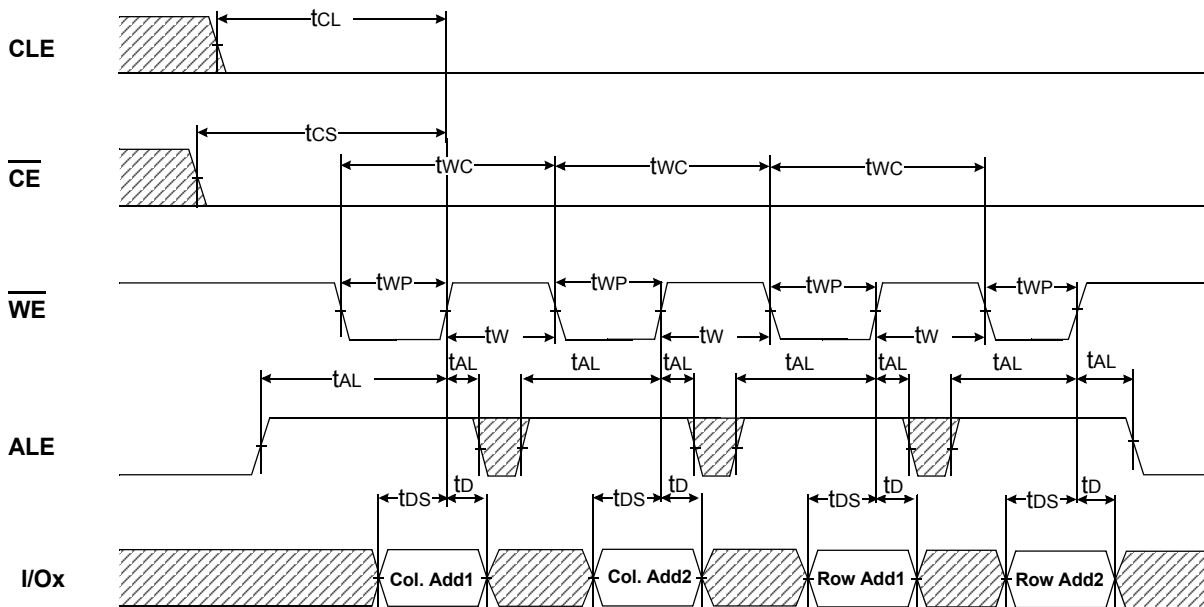 CLE
tCL
CE
tCS
tWC tWC tWC
WE
tWP tWP tWP tWP
tW tW tW
ALE
tAL tAL tAL tAL tAL tAL tAL tAL
I/Ox
tDS tD tDS tD tDS tD tDS tD
Col. Add1 Col. Add2 Row Add1 Row Add2